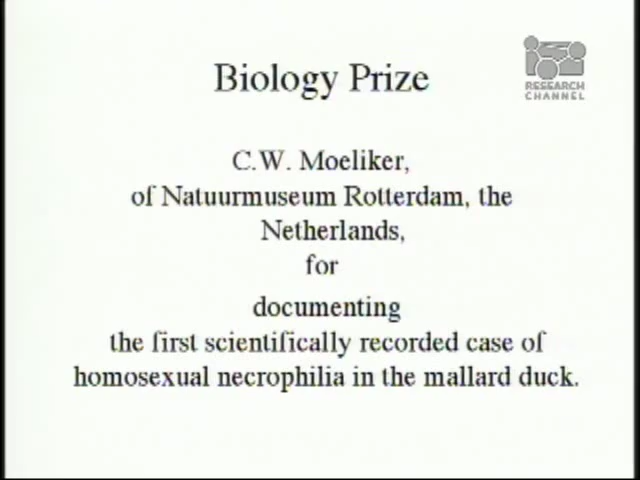 Biology Prize
RESEARCH
CHANNEL
C.W. Moeliker,
of Natuurmuseum Rotterdam, the
Netherlands,
for
documenting
the first scientifically recorded case of
homosexual necrophilia in the mallard duck.